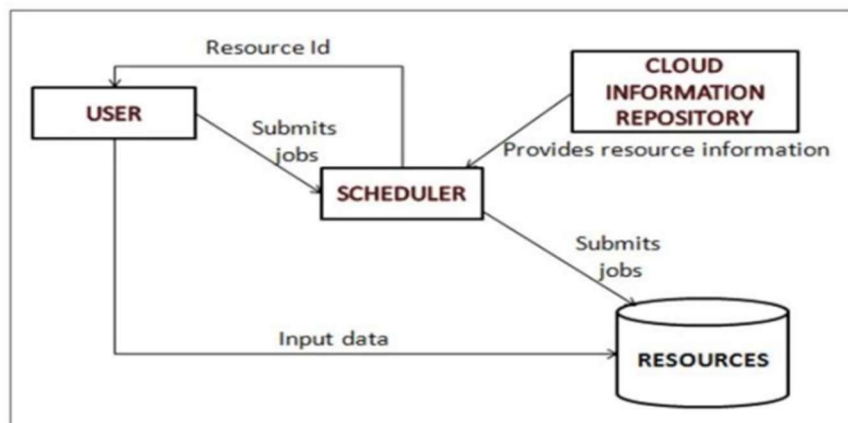 Resource Id
CLOUD
INFORMATION
REPOSITORY
USER
Submits
jobs
Provides resource information
SCHEDULER
Submits
jobs
Input data
RESOURCES